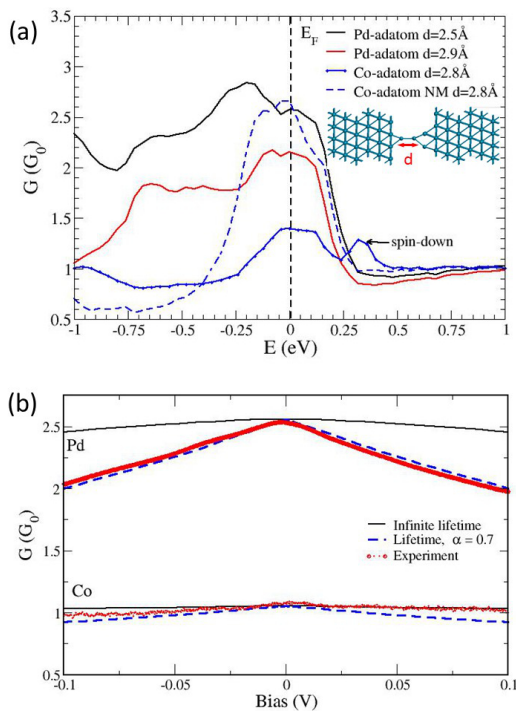 (a)
E_F
Pd-adatom d=2.5Å
Pd-adatom d=2.9Å
Co-adatom d=2.8Å
Co-adatom NM d=2.8Å
d
spin-down
3.5
3
2.5
2
1.5
1
0.5
G (G₀)
-1 -0.75 -0.5 -0.25 0 0.25 0.5 0.75 1
E (eV)
(b)
2.5
2
1.5
1
0.5
G (G₀)
Pd
Infinite lifetime
Lifetime, α = 0.7
Experiment
Co
-0.1 -0.05 0 0.05 0.1
Bias (V)